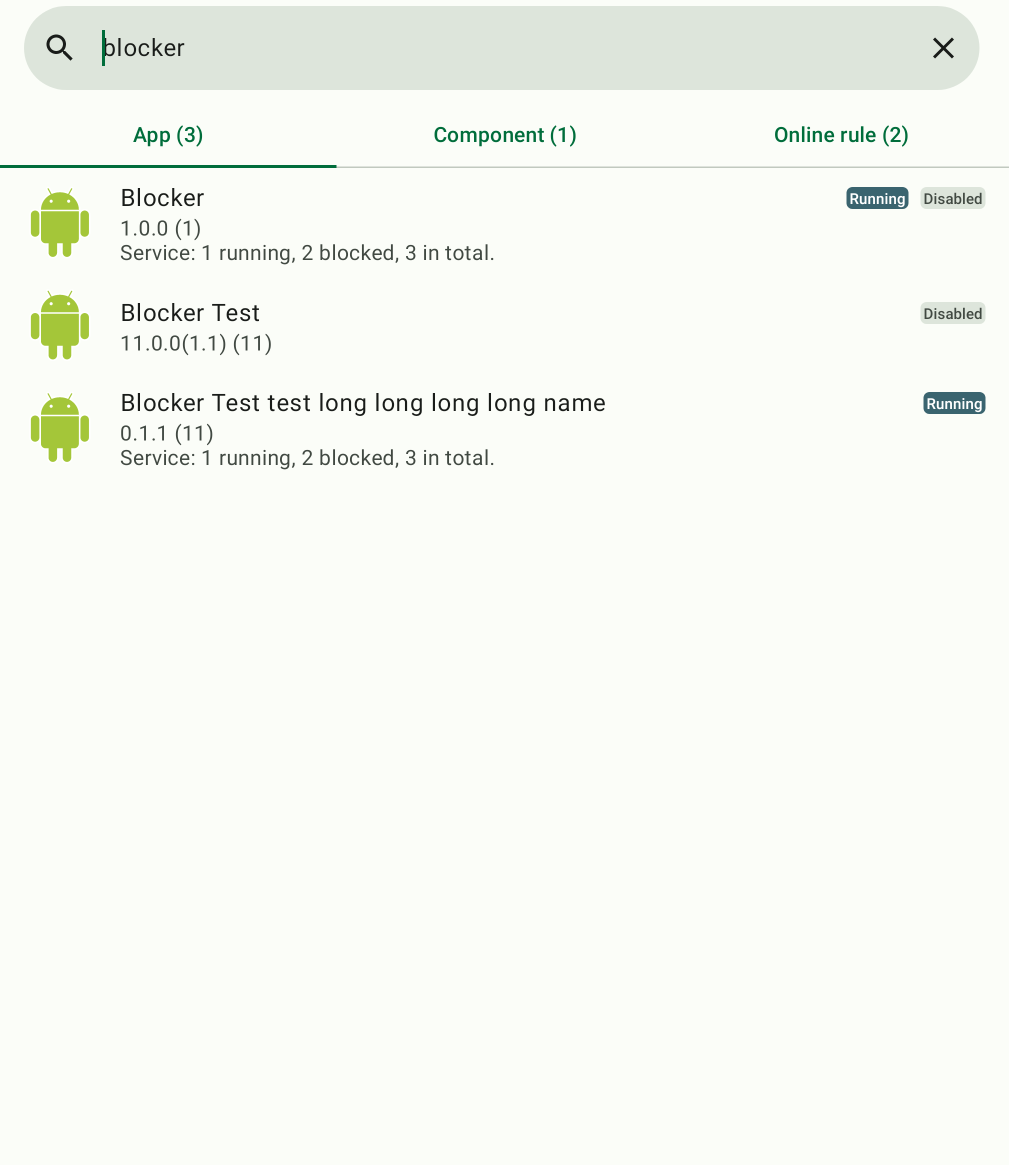 blocker
App (3) Component (1) Online rule (2)
Blocker Running Disabled
1.0.0 (1)
Service: 1 running, 2 blocked, 3 in total.
Blocker Test Disabled
11.0.0(1.1) (11)
Blocker Test test long long long long name Running
0.1.1 (11)
Service: 1 running, 2 blocked, 3 in total.